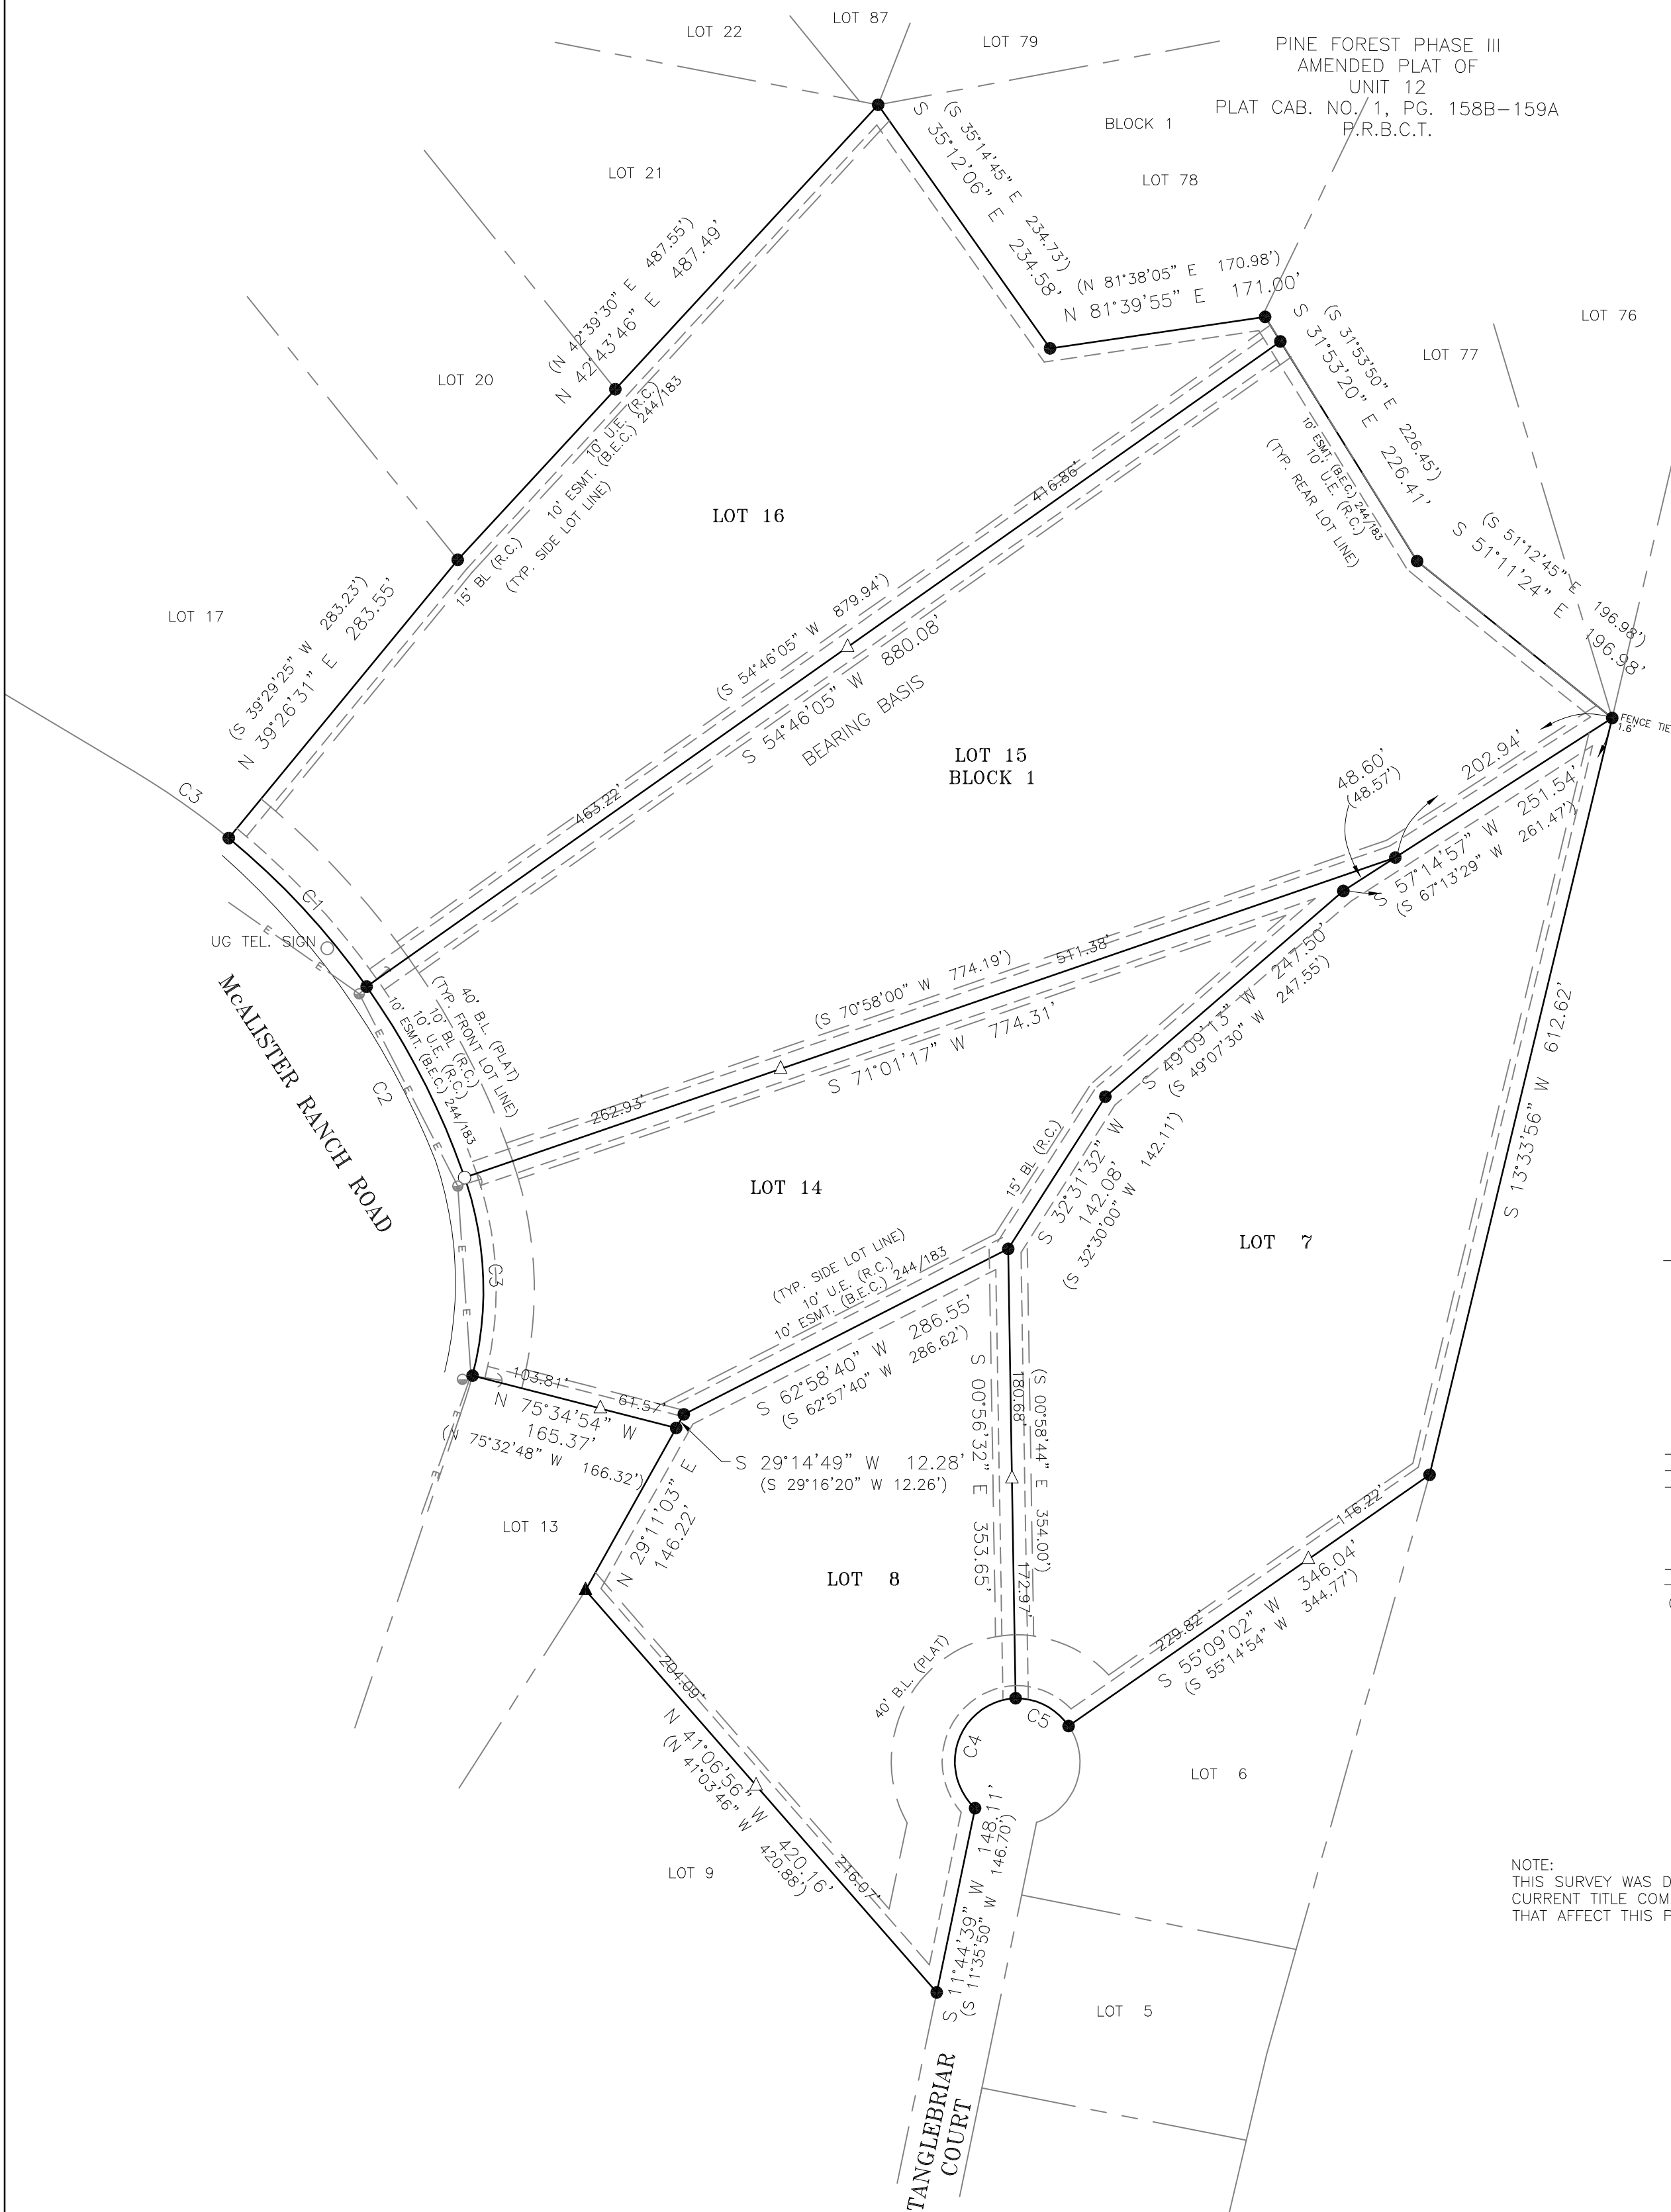 LOT 22
LOT 87
LOT 79
PINE FOREST PHASE III
AMENDED PLAT OF
UNIT 12
PLAT CAB. NO. 1, PG. 158B-159A
P.R.B.C.T.
BLOCK 1
LOT 21
LOT 78
(S 35°14'45" E 234.73')
S 35°12'06" E 234.58'
(N 42°39'30" E 487.55')
N 42°43'46" E 487.49'
(N 81°38'05" E 170.98')
N 81°39'55" E 171.00'
LOT 76
LOT 77
(S 31°53'50" E 226.45')
S 31°53'20" E 226.41'
LOT 20
10' U.E. (R.C.)
10' ESMT. (B.E.C.) 244/183
15' BL (R.C.)
(TYP. SIDE LOT LINE)
LOT 16
416.86'
10' ESMT. (B.E.C.) 244/183
10' U.E. (R.C.)
(TYP. REAR LOT LINE)
(S 51°12'45" E 196.98')
S 51°11'24" E 196.98'
LOT 17
(S 39°29'25" W 283.23')
N 39°26'31" E 283.55'
(S 54°46'05" W 879.94')
S 54°46'05" W 880.08'
BEARING BASIS
FENCE TIE
1.6'
LOT 15
BLOCK 1
48.60'
(48.57')
202.94'
C3
463.22'
S 57°14'57" W 251.54'
(S 67°13'29" W 261.47')
C1
UG TEL. SIGN
E
E
McALISTER RANCH ROAD
40' B.L. (PLAT)
(TYP. FRONT LOT LINE)
10' BL (R.C.)
10' U.E. (R.C.)
10' ESMT. (B.E.C.) 244/183
E
E
E
C2
511.38'
(S 70°58'00" W 774.19')
S 71°01'17" W 774.31'
262.93'
S 49°09'13" W 247.50'
(S 49°07'30" W 247.55')
S 13°33'56" W 612.62'
15' BL (R.C.)
S 32°31'32" W
142.08'
(S 32°30'00" W 142.11')
LOT 14
LOT 7
E
C3
E
(TYP. SIDE LOT LINE)
10' U.E. (R.C.)
10' ESMT. (B.E.C.) 244/183
S 62°58'40" W 286.55'
(S 62°57'40" W 286.62')
103.81'
61.57'
N 75°34'54" W
165.37'
(N 75°32'48" W 166.32')
E
E
S 29°14'49" W 12.28'
(S 29°16'20" W 12.26')
S 00°56'32" E 353.65'
180.68'
172.97'
(S 00°58'44" E 354.00')
LOT 13
N 29°11'03" E
146.22'
LOT 8
116.22'
229.82'
S 55°09'02" W 346.04'
(S 55°14'54" W 344.77')
40' B.L. (PLAT)
204.09'
N 41°06'56" W 420.16'
(N 41°03'46" W 420.88')
216.07'
C5
C4
LOT 6
LOT 9
S 11°44'39" W 148.11'
(S 11°35'50" W 146.70')
NOTE:
THIS SURVEY WAS D
CURRENT TITLE COM
THAT AFFECT THIS P
LOT 5
TANGLEBRIAR
COURT